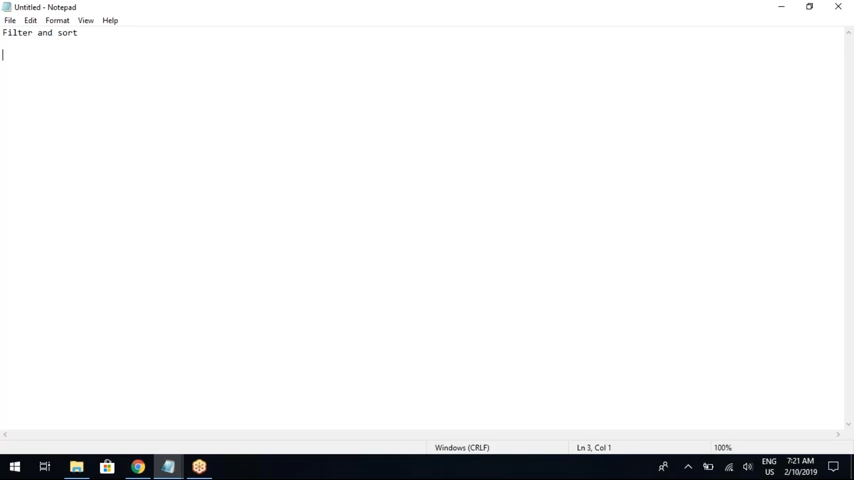 Untitled - Notepad
File Edit Format View Help
Filter and sort
Windows (CRLF) Ln 3, Col 1 100%
ENG 7:21 AM
US 2/10/2019